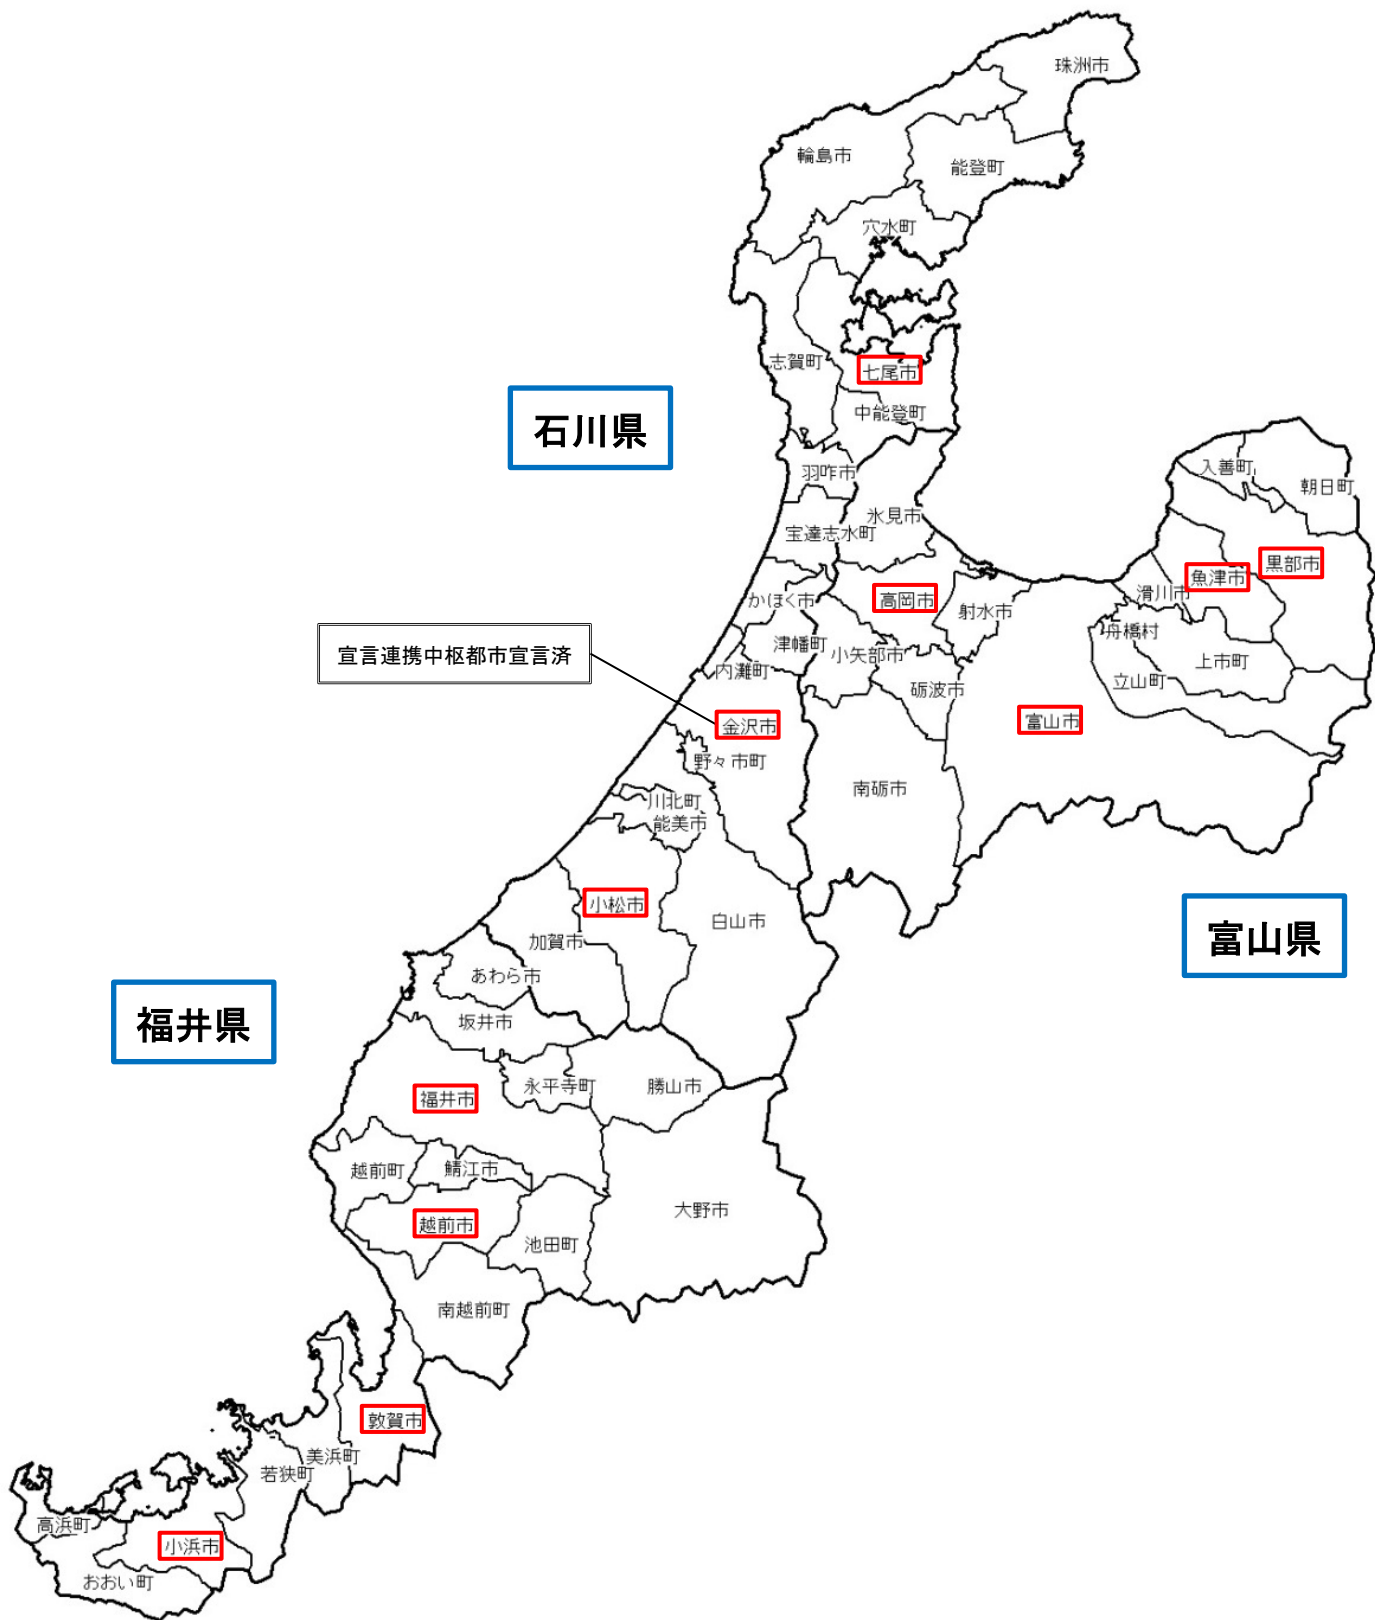 珠洲市
輪島市
能登町
穴水町
志賀町
七尾市
中能登町
石川県
羽咋市
入善町
朝日町
氷見市
宝達志水町
黒部市
魚津市
滑川市
かほく市
高岡市
射水市
舟橋村
津幡町
小矢部市
上市町
宣言連携中枢都市宣言済
内灘町
砺波市
立山町
金沢市
富山市
野々市町
南砺市
川北町
能美市
小松市
白山市
富山県
加賀市
あわら市
福井県
坂井市
永平寺町
勝山市
福井市
越前町
鯖江市
大野市
越前市
池田町
南越前町
敦賀市
美浜町
若狭町
高浜町
小浜市
おおい町